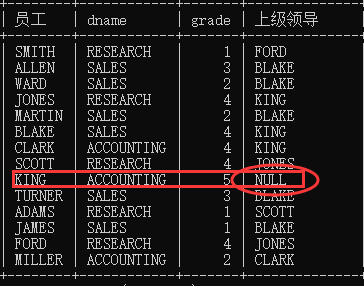 员工 dname grade 上级领导
SMITH RESEARCH 1 FORD
ALLEN SALES 3 BLAKE
WARD SALES 2 BLAKE
JONES RESEARCH 4 KING
MARTIN SALES 2 BLAKE
BLAKE SALES 4 KING
CLARK ACCOUNTING 4 KING
SCOTT RESEARCH 4 JONES
KING ACCOUNTING 5 NULL
TURNER SALES 3 BLAKE
ADAMS RESEARCH 1 SCOTT
JAMES SALES 1 BLAKE
FORD RESEARCH 4 JONES
MILLER ACCOUNTING 2 CLARK